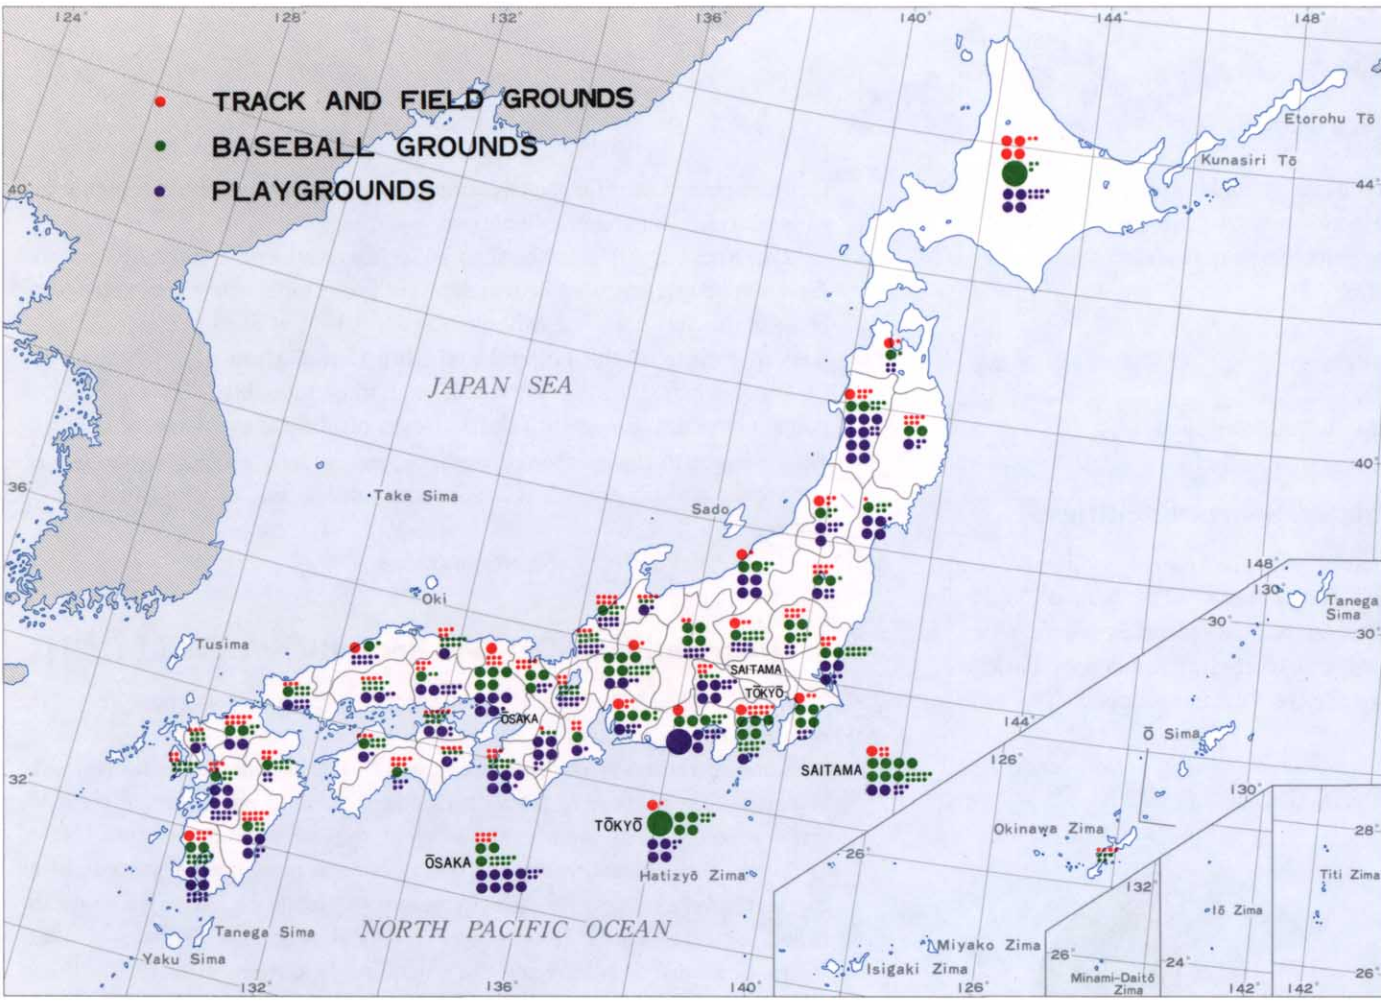 124°
128°
132°
136°
140°
144°
148°
TRACK AND FIELD GROUNDS
BASEBALL GROUNDS
PLAYGROUNDS
Etorohu Tō
Kunasiri Tō
44°
40°
JAPAN SEA
40°
36°
Take Sima
Sado
Oki
Tusima
148°
130°
Tanega
Sima
30°
30°
SAITAMA
TŌKYŌ
ŌSAKA
144°
Ō Sima
128°
32°
SAITAMA
130°
TŌKYŌ
Okinawa Zima
28°
ŌSAKA
Hatizyō Zima
26°
132°
Titi Zima
Iō Zima
Tanega Sima
NORTH PACIFIC OCEAN
Miyako Zima
Yaku Sima
Isigaki Zima
26°
24°
26°
Minami-Daitō
Zima
132°
136°
140°
126°
142°
142°